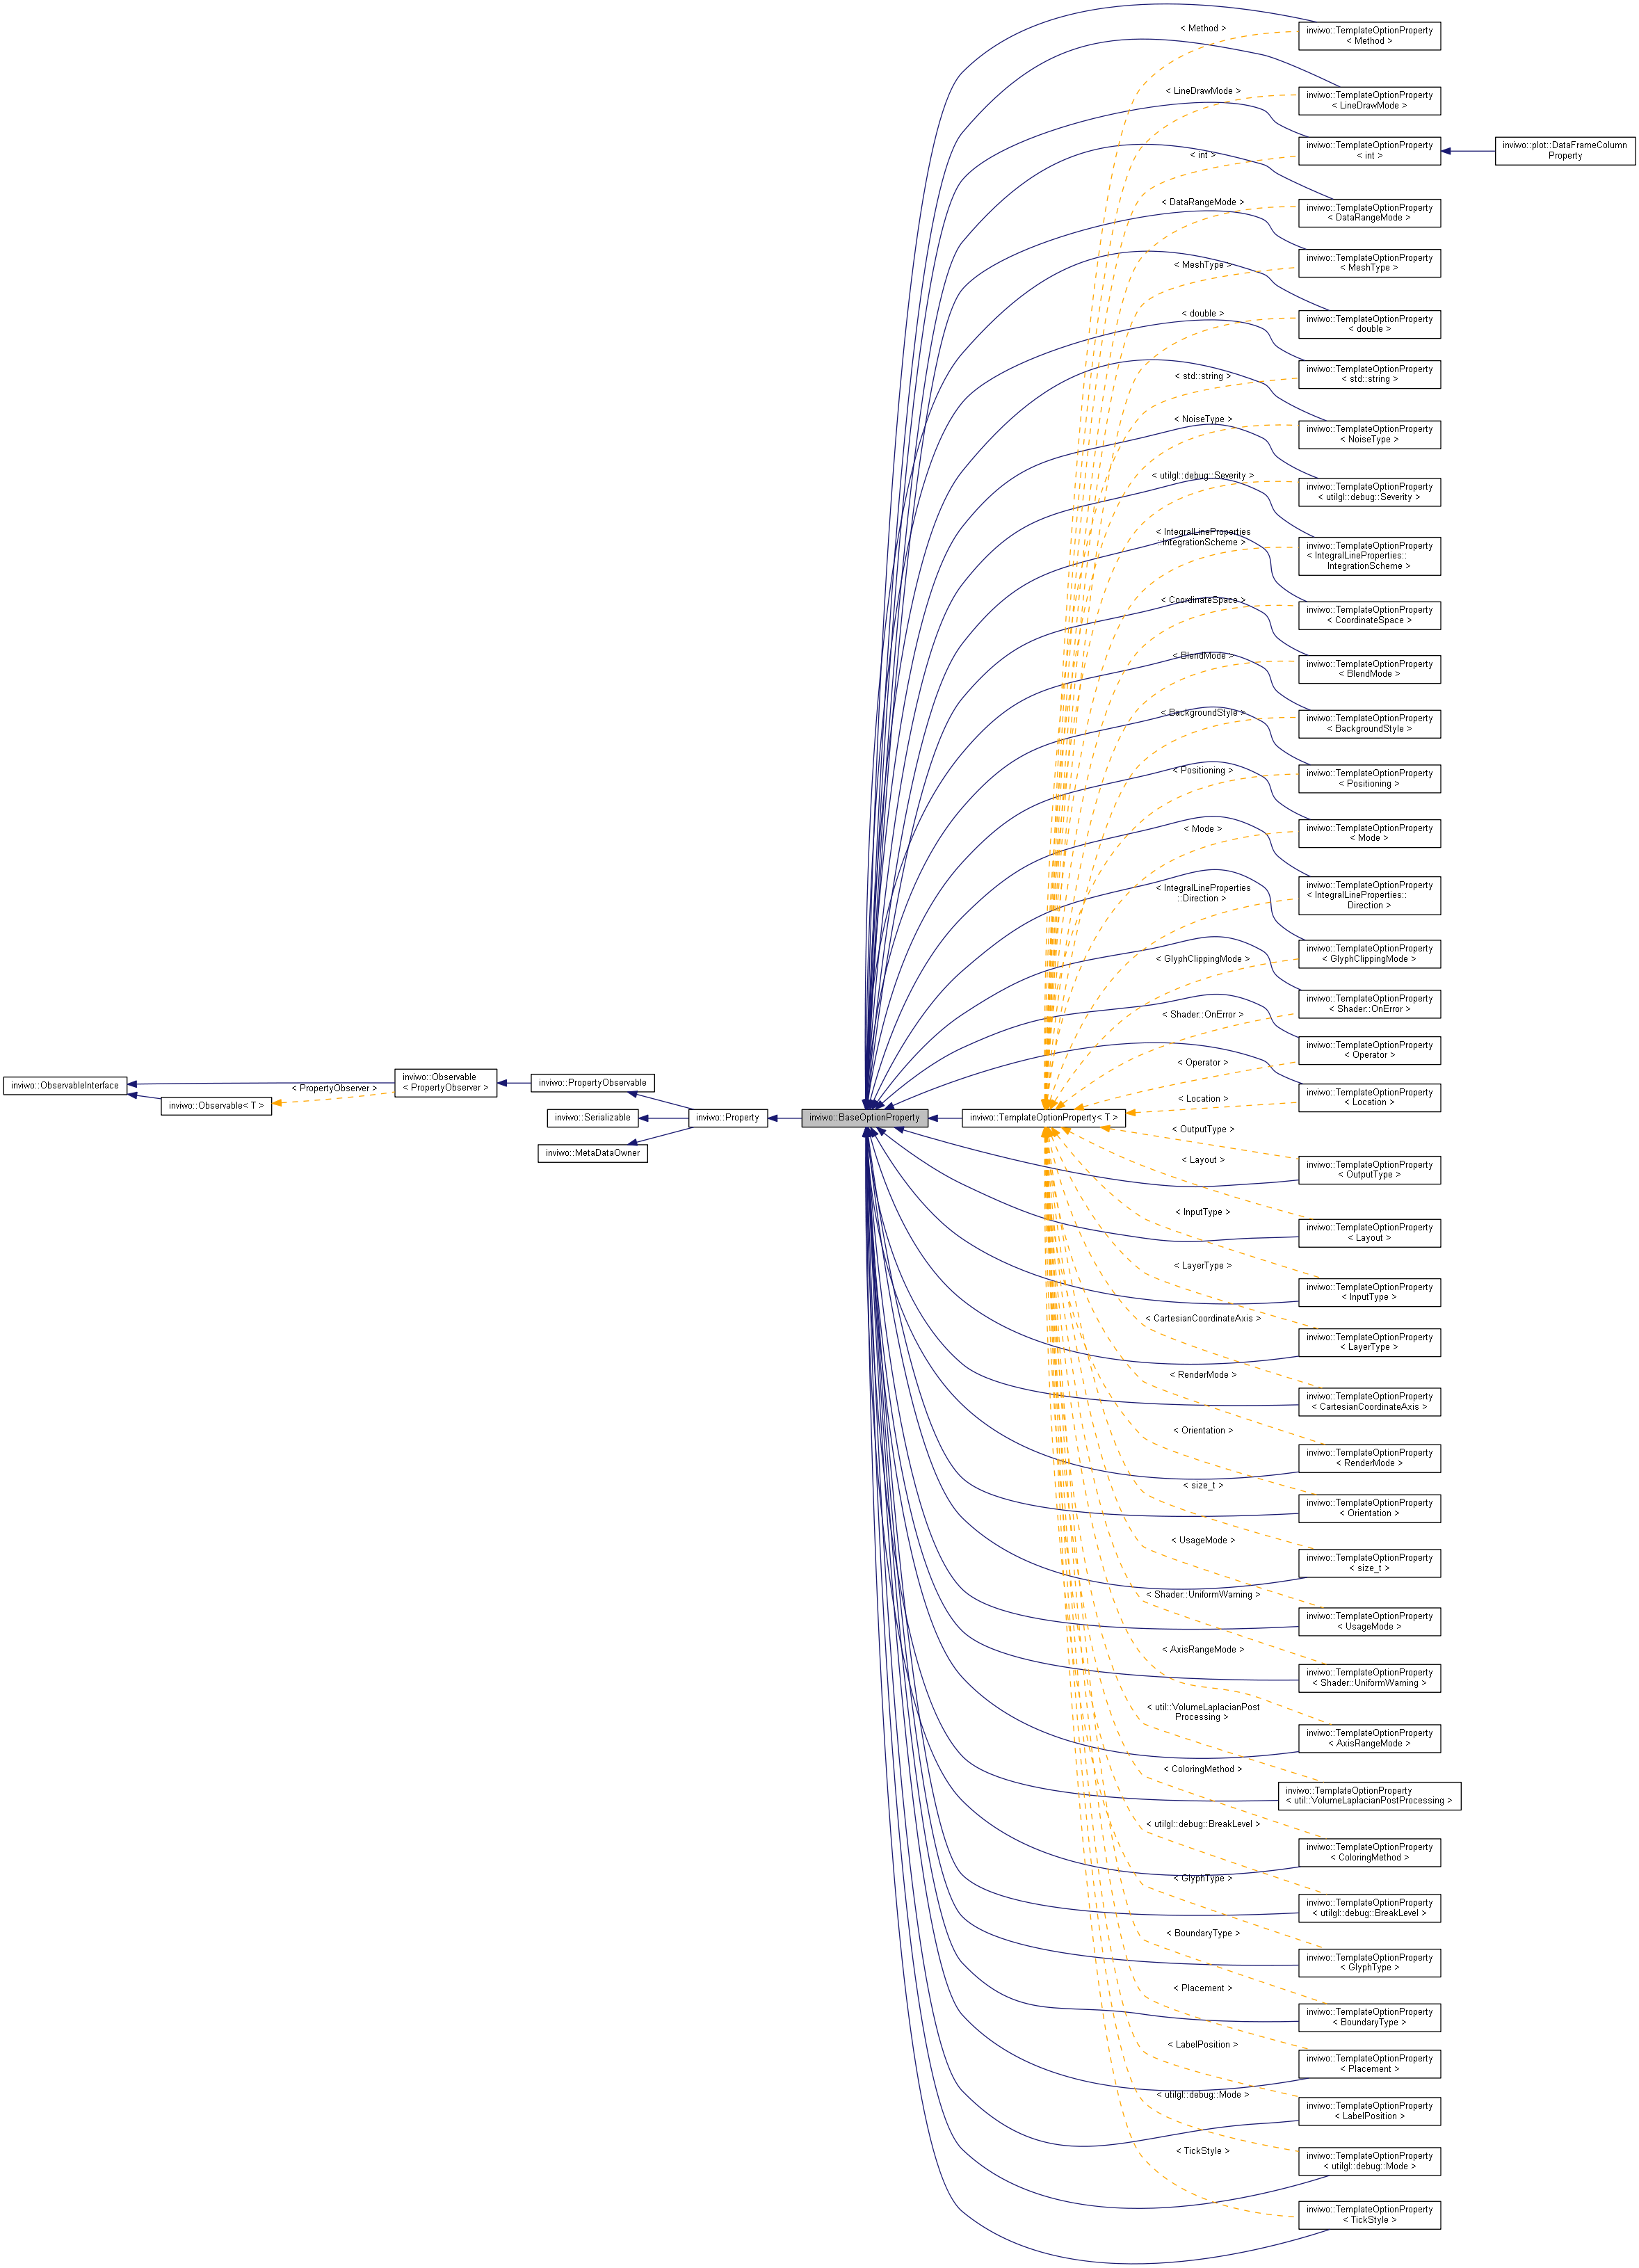 inviwo::ObservableInterface
inviwo::Observable< T >
< PropertyObserver >
inviwo::Observable
< PropertyObserver >
inviwo::PropertyObservable
inviwo::Serializable
inviwo::MetaDataOwner
inviwo::Property
inviwo::BaseOptionProperty
inviwo::TemplateOptionProperty< T >
< Method >
inviwo::TemplateOptionProperty
< Method >
< LineDrawMode >
inviwo::TemplateOptionProperty
< LineDrawMode >
< int >
inviwo::TemplateOptionProperty
< int >
inviwo::plot::DataFrameColumn
Property
< DataRangeMode >
inviwo::TemplateOptionProperty
< DataRangeMode >
< MeshType >
inviwo::TemplateOptionProperty
< MeshType >
< double >
inviwo::TemplateOptionProperty
< double >
< std::string >
inviwo::TemplateOptionProperty
< std::string >
< NoiseType >
inviwo::TemplateOptionProperty
< NoiseType >
< utilgl::debug::Severity >
inviwo::TemplateOptionProperty
< utilgl::debug::Severity >
< IntegralLineProperties
::IntegrationScheme >
inviwo::TemplateOptionProperty
< IntegralLineProperties::
IntegrationScheme >
< CoordinateSpace >
inviwo::TemplateOptionProperty
< CoordinateSpace >
< BlendMode >
inviwo::TemplateOptionProperty
< BlendMode >
< BackgroundStyle >
inviwo::TemplateOptionProperty
< BackgroundStyle >
< Positioning >
inviwo::TemplateOptionProperty
< Positioning >
< Mode >
inviwo::TemplateOptionProperty
< Mode >
< IntegralLineProperties
::Direction >
inviwo::TemplateOptionProperty
< IntegralLineProperties::
Direction >
< GlyphClippingMode >
inviwo::TemplateOptionProperty
< GlyphClippingMode >
< Shader::OnError >
inviwo::TemplateOptionProperty
< Shader::OnError >
< Operator >
inviwo::TemplateOptionProperty
< Operator >
< Location >
inviwo::TemplateOptionProperty
< Location >
< OutputType >
inviwo::TemplateOptionProperty
< OutputType >
< Layout >
inviwo::TemplateOptionProperty
< Layout >
< InputType >
inviwo::TemplateOptionProperty
< InputType >
< LayerType >
inviwo::TemplateOptionProperty
< LayerType >
< CartesianCoordinateAxis >
inviwo::TemplateOptionProperty
< CartesianCoordinateAxis >
< RenderMode >
inviwo::TemplateOptionProperty
< RenderMode >
< Orientation >
inviwo::TemplateOptionProperty
< Orientation >
< size_t >
inviwo::TemplateOptionProperty
< size_t >
< UsageMode >
inviwo::TemplateOptionProperty
< UsageMode >
< Shader::UniformWarning >
inviwo::TemplateOptionProperty
< Shader::UniformWarning >
< AxisRangeMode >
inviwo::TemplateOptionProperty
< AxisRangeMode >
< util::VolumeLaplacianPost
Processing >
inviwo::TemplateOptionProperty
< util::VolumeLaplacianPostProcessing >
< ColoringMethod >
inviwo::TemplateOptionProperty
< ColoringMethod >
< utilgl::debug::BreakLevel >
inviwo::TemplateOptionProperty
< utilgl::debug::BreakLevel >
< GlyphType >
inviwo::TemplateOptionProperty
< GlyphType >
< BoundaryType >
inviwo::TemplateOptionProperty
< BoundaryType >
< Placement >
inviwo::TemplateOptionProperty
< Placement >
< LabelPosition >
inviwo::TemplateOptionProperty
< LabelPosition >
< utilgl::debug::Mode >
inviwo::TemplateOptionProperty
< utilgl::debug::Mode >
< TickStyle >
inviwo::TemplateOptionProperty
< TickStyle >